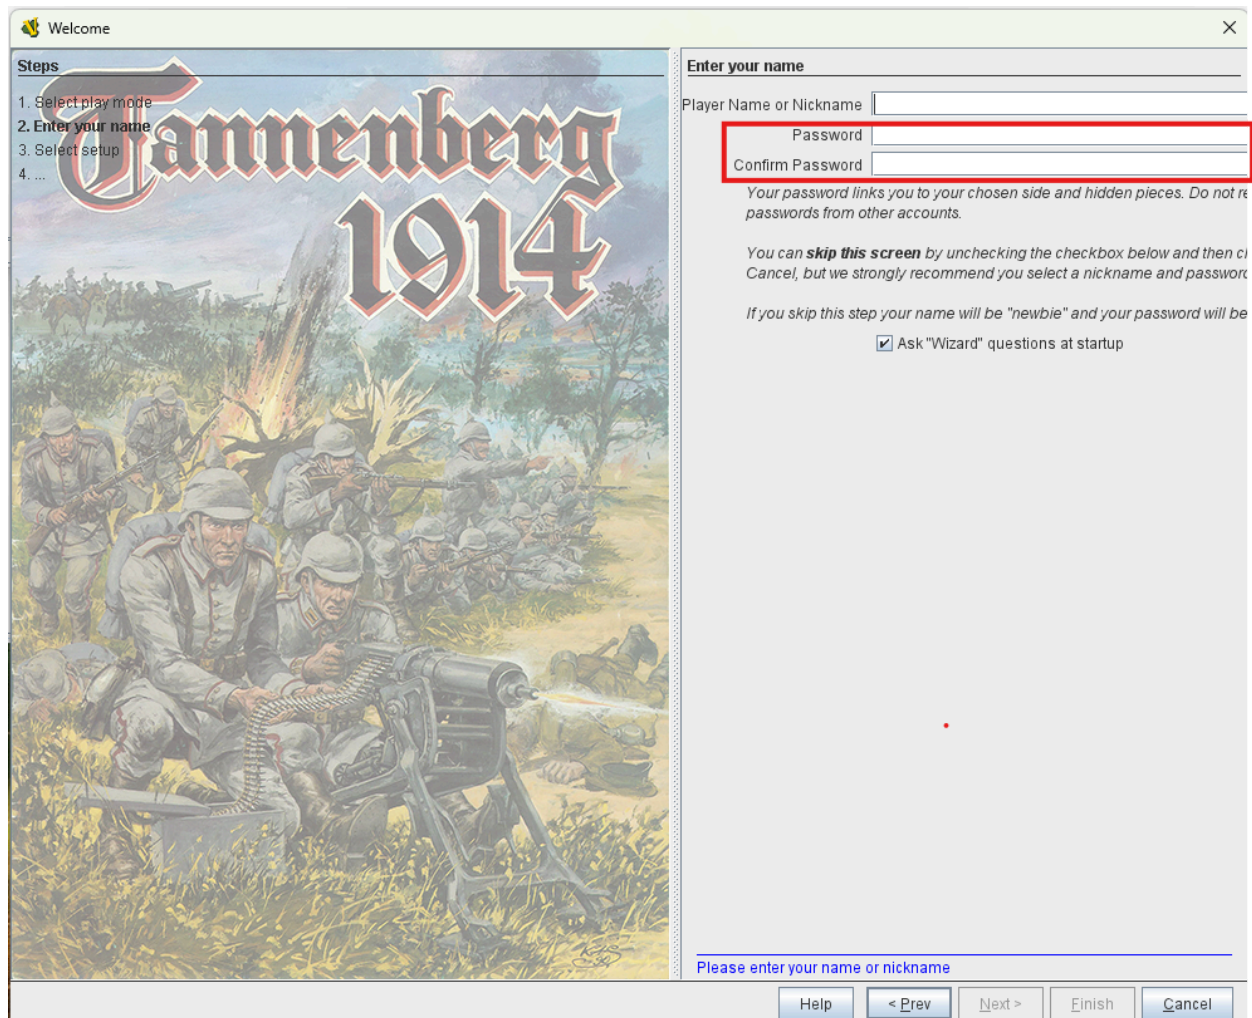 Welcome
Steps
1. Select play mode
2. Enter your name
3. Select setup
4. ...
Tannenberg
1914
Enter your name
Player Name or Nickname
Password
Confirm Password
Your password links you to your chosen side and hidden pieces. Do not re
passwords from other accounts.
You can skip this screen by unchecking the checkbox below and then cl
Cancel, but we strongly recommend you select a nickname and password
If you skip this step your name will be "newbie" and your password will be
Ask "Wizard" questions at startup
Please enter your name or nickname
Help
< Prev
Next >
Finish
Cancel